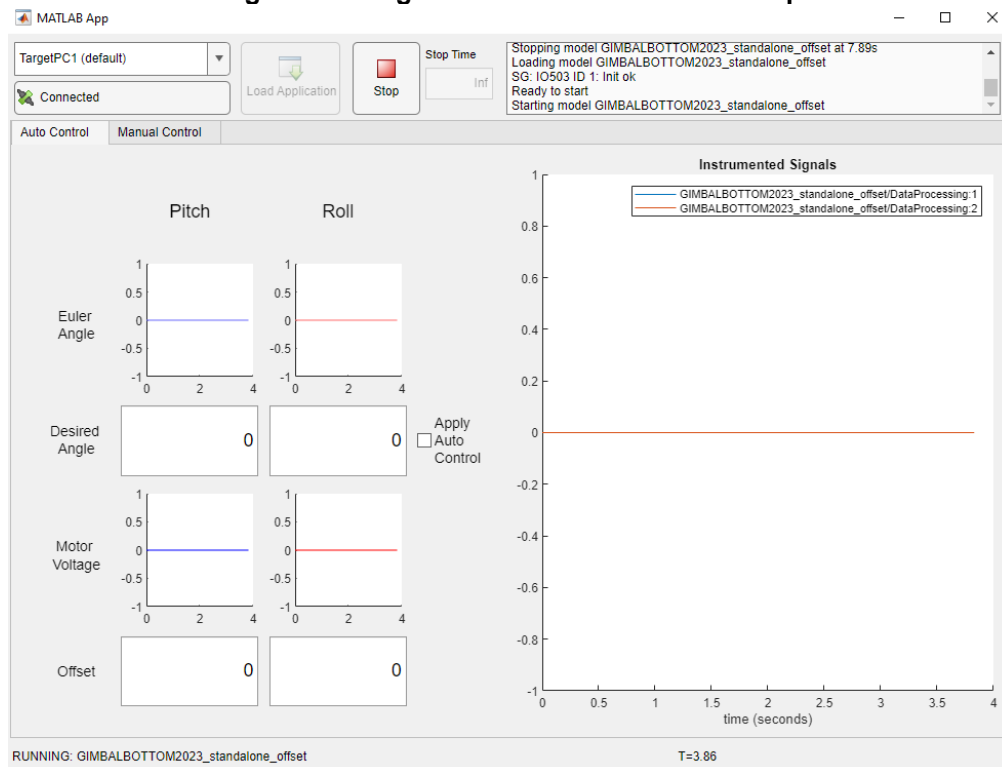 MATLAB App
TargetPC1 (default)
Connected
Load Application
Stop
Stop Time
Inf
Stopping model GIMBALBOTTOM2023_standalone_offset at 7.89s
Loading model GIMBALBOTTOM2023_standalone_offset
SG: IO503 ID 1: Init ok
Ready to start
Starting model GIMBALBOTTOM2023_standalone_offset
Auto Control Manual Control
Pitch Roll
Euler
Angle
1
0.5
0
-0.5
-1
0 2 4
1
0.5
0
-0.5
-1
0 2 4
Desired
Angle
0
0
Apply
Auto
Control
Motor
Voltage
1
0.5
0
-0.5
-1
0 2 4
1
0.5
0
-0.5
-1
0 2 4
Offset
0
0
Instrumented Signals
GIMBALBOTTOM2023_standalone_offset/DataProcessing:1
GIMBALBOTTOM2023_standalone_offset/DataProcessing:2
1
0.8
0.6
0.4
0.2
0
-0.2
-0.4
-0.6
-0.8
-1
0 0.5 1 1.5 2 2.5 3 3.5 4
time (seconds)
RUNNING: GIMBALBOTTOM2023_standalone_offset
T=3.86